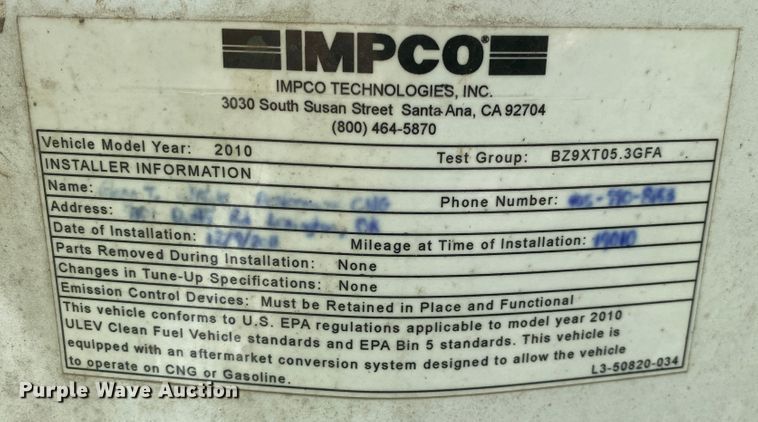 IMPCO®
IMPCO TECHNOLOGIES, INC.
3030 South Susan Street Santa Ana, CA 92704
(800) 464-5870
Vehicle Model Year: 2010 Test Group: BZ9XT05.3GFA
INSTALLER INFORMATION
Name: CNG Phone Number:
Address: Rd
Date of Installation: Mileage at Time of Installation:
Parts Removed During Installation: None
Changes in Tune-Up Specifications: None
Emission Control Devices: Must be Retained in Place and Functional
This vehicle conforms to U.S. EPA regulations applicable to model year 2010
ULEV Clean Fuel Vehicle standards and EPA Bin 5 standards. This vehicle is
equipped with an aftermarket conversion system designed to allow the vehicle
to operate on CNG or Gasoline. L3-50820-034
Purple Wave Auction